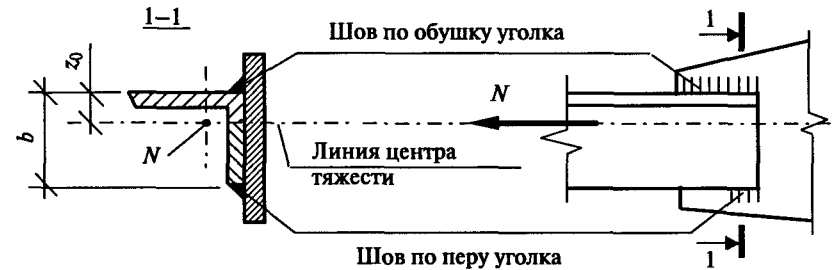 1–1
Шов по обушку уголка
1
z₀
N
b
N
Линия центра
тяжести
Шов по перу уголка
1